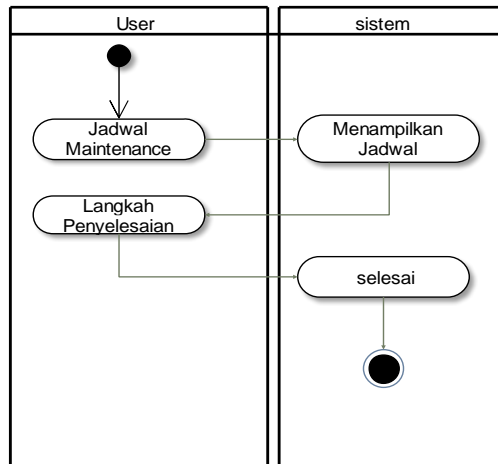 User
sistem
Jadwal
Maintenance
Menampilkan
Jadwal
Langkah
Penyelesaian
selesai